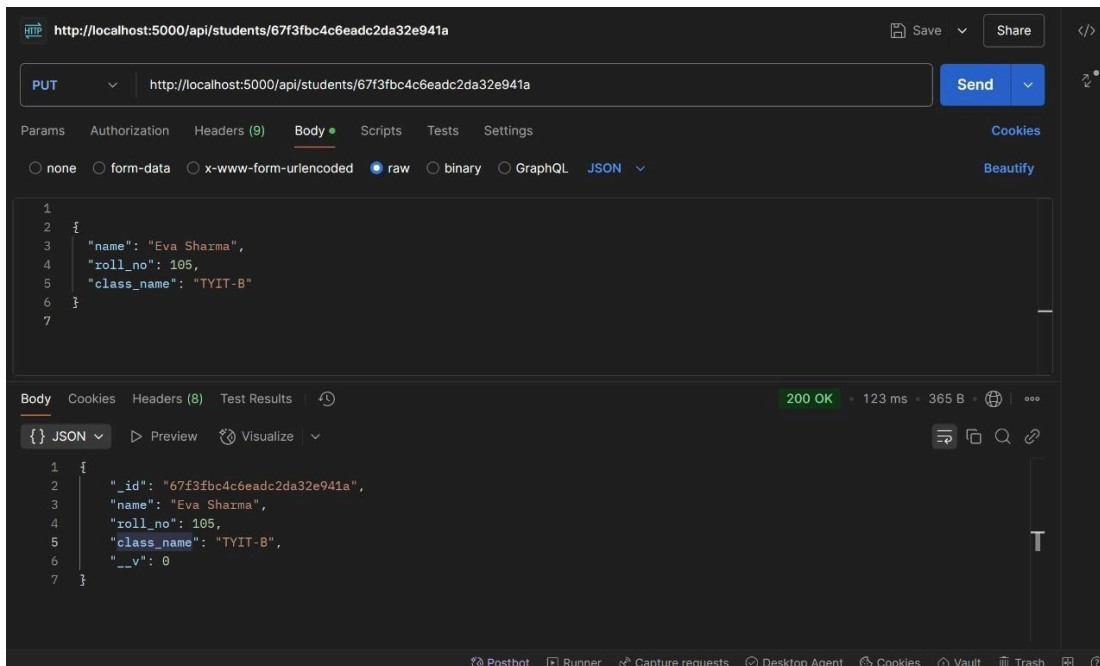 HTTP http://localhost:5000/api/students/67f3fbc4c6eadc2da32e941a Save Share </>
PUT http://localhost:5000/api/students/67f3fbc4c6eadc2da32e941a Send
Params Authorization Headers (9) Body Scripts Tests Settings Cookies
none form-data x-www-form-urlencoded raw binary GraphQL JSON Beautify
1
2 {
3 "name": "Eva Sharma",
4 "roll_no": 105,
5 "class_name": "TYIT-B"
6 }
7
Body Cookies Headers (8) Test Results 200 OK 123 ms 365 B
{} JSON Preview Visualize
1 {
2 "_id": "67f3fbc4c6eadc2da32e941a",
3 "name": "Eva Sharma",
4 "roll_no": 105,
5 "class_name": "TYIT-B",
6 "__v": 0
7 }
Postbot Runner Capture requests Desktop Agent Cookies Vault Trash